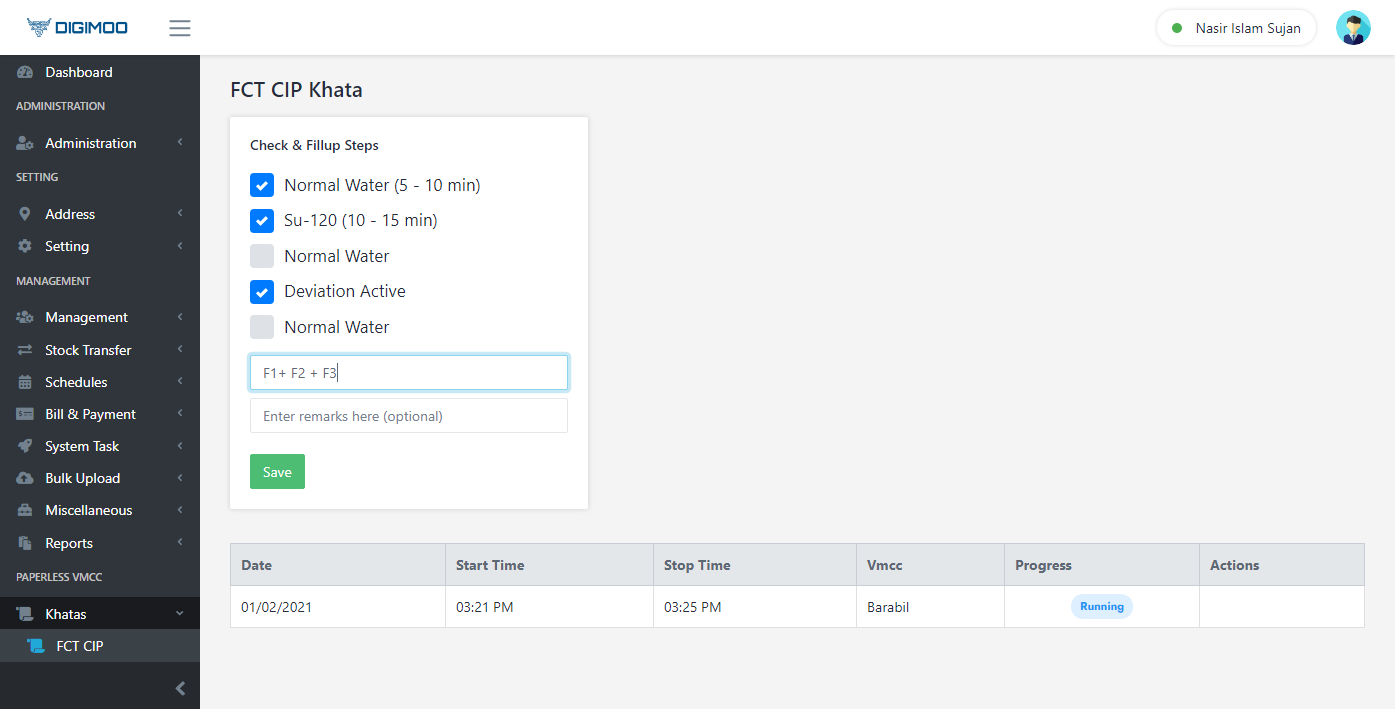 DIGIMOO
Nasir Islam Sujan
Dashboard
ADMINISTRATION
Administration
SETTING
Address
Setting
MANAGEMENT
Management
Stock Transfer
Schedules
Bill & Payment
System Task
Bulk Upload
Miscellaneous
Reports
PAPERLESS VMCC
Khatas
FCT CIP
FCT CIP Khata
Check & Fillup Steps
Normal Water (5 - 10 min)
Su-120 (10 - 15 min)
Normal Water
Deviation Active
Normal Water
F1+ F2 + F3
Enter remarks here (optional)
Save
Date Start Time Stop Time Vmcc Progress Actions
01/02/2021 03:21 PM 03:25 PM Barabil Running